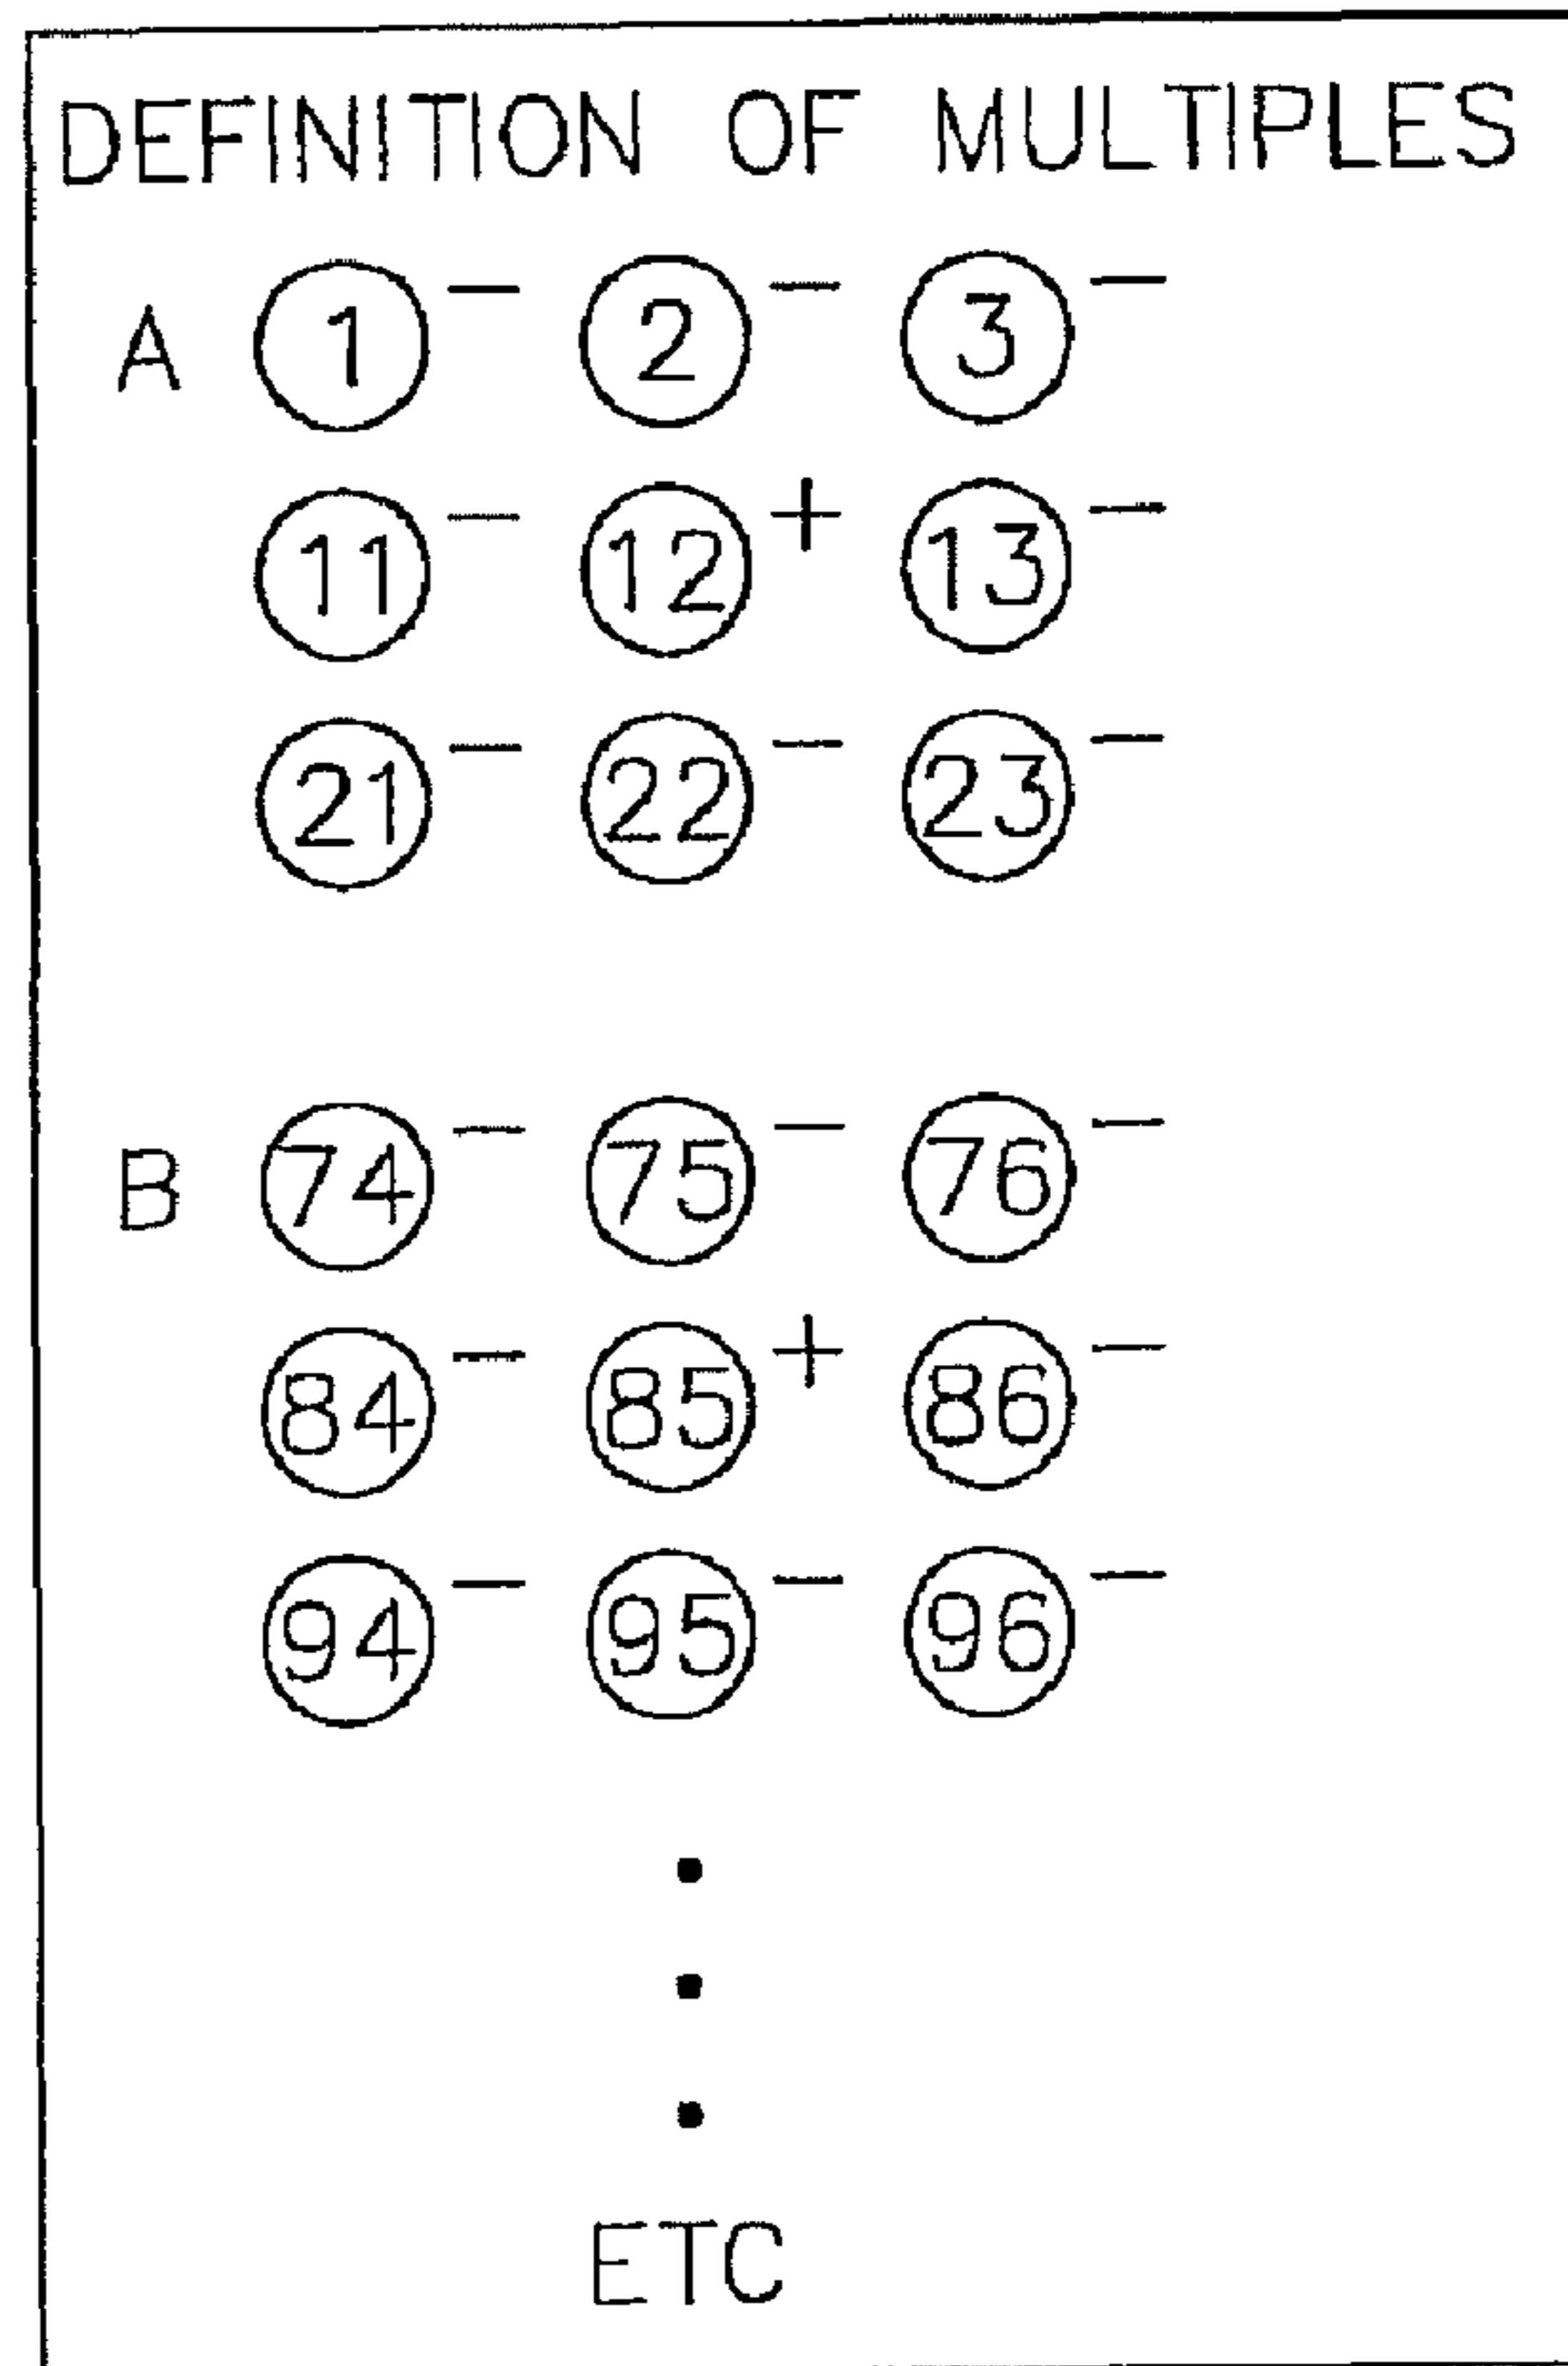 DEFINITION OF MULTIPLES
A 1 - 2 - 3 -
11 - 12 + 13 -
21 - 22 - 23 -
B 74 - 75 - 76 -
84 - 85 + 86 -
94 - 95 - 96 -
ETC